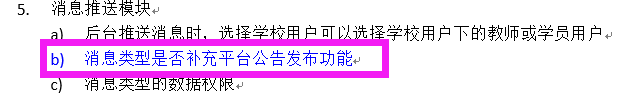 5. 消息推送模块
a) 后台推送消息时，选择学校用户可以选择学校用户下的教师或学员用户
b) 消息类型是否补充平台公告发布功能
c) 消息类型的数据权限